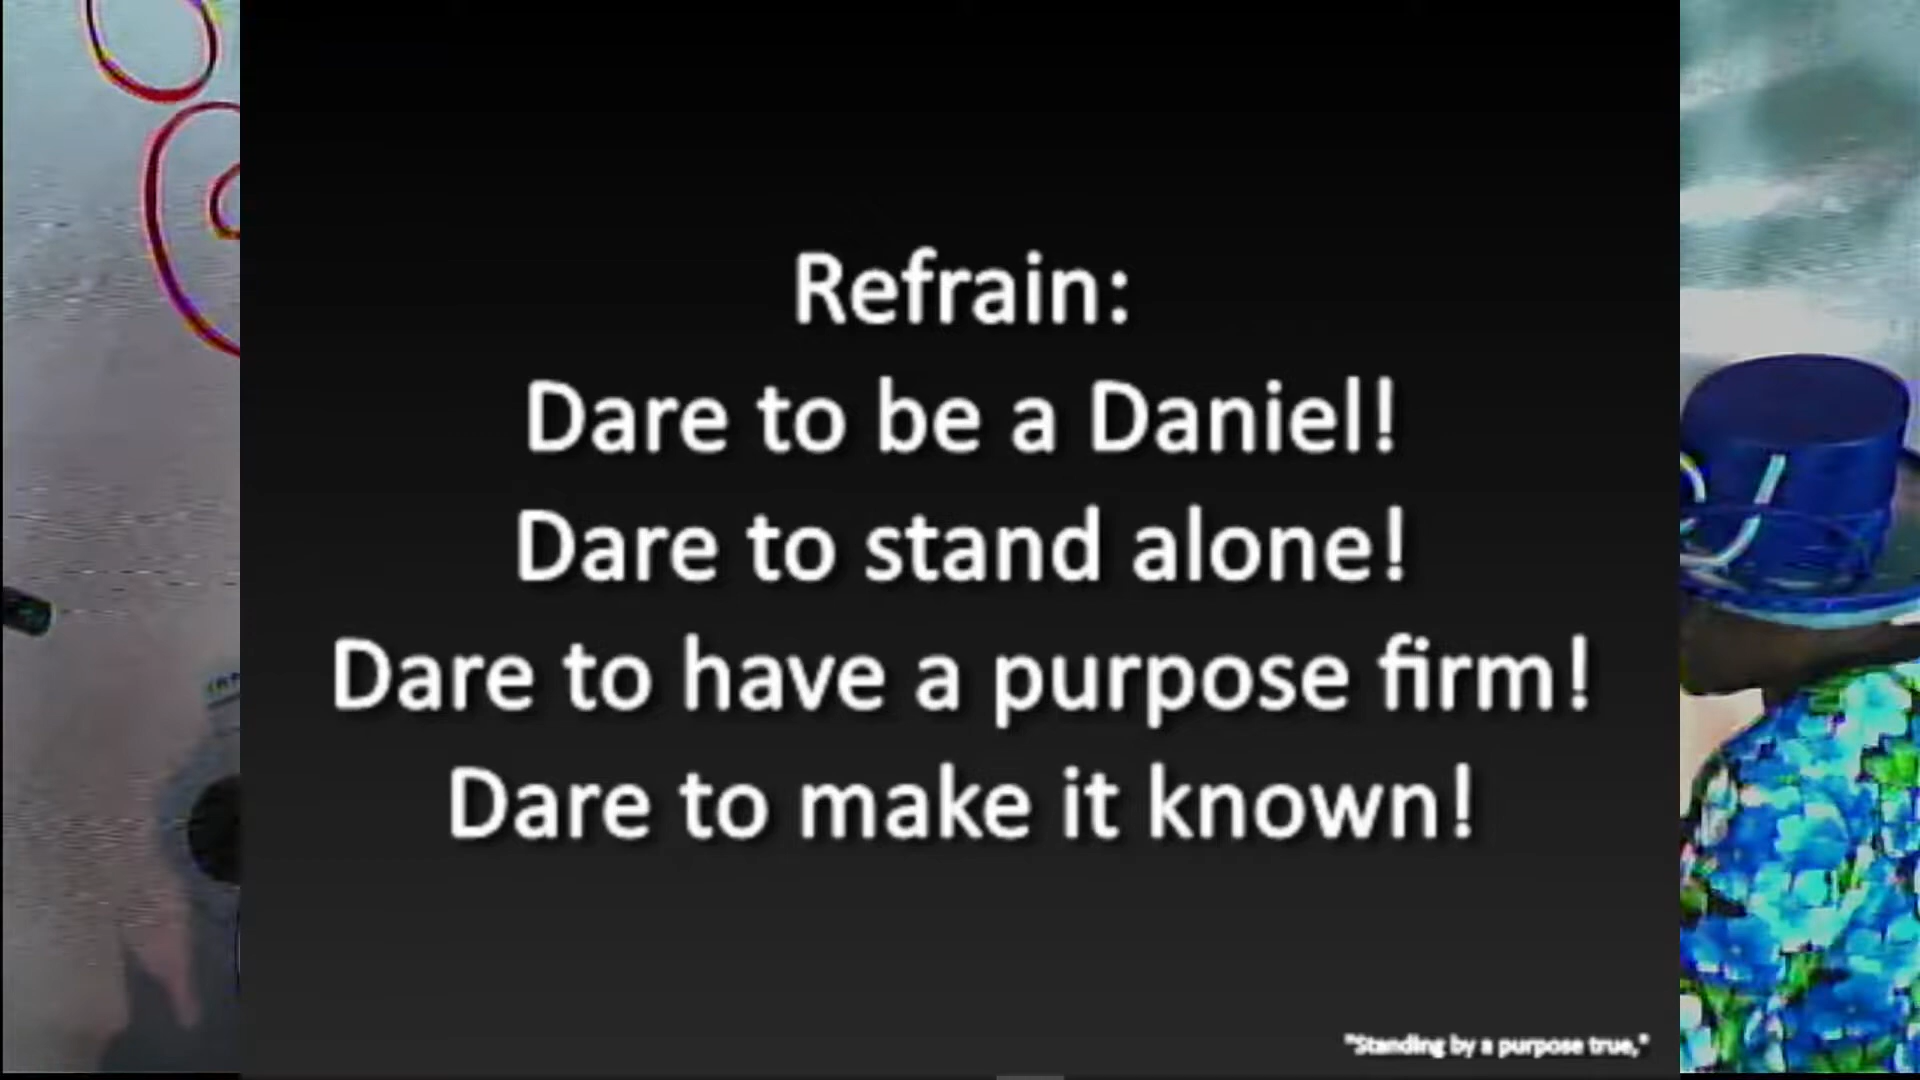 Refrain:
Dare to be a Daniel!
Dare to stand alone!
Dare to have a purpose firm!
Dare to make it known!
"Standing by a purpose true,"